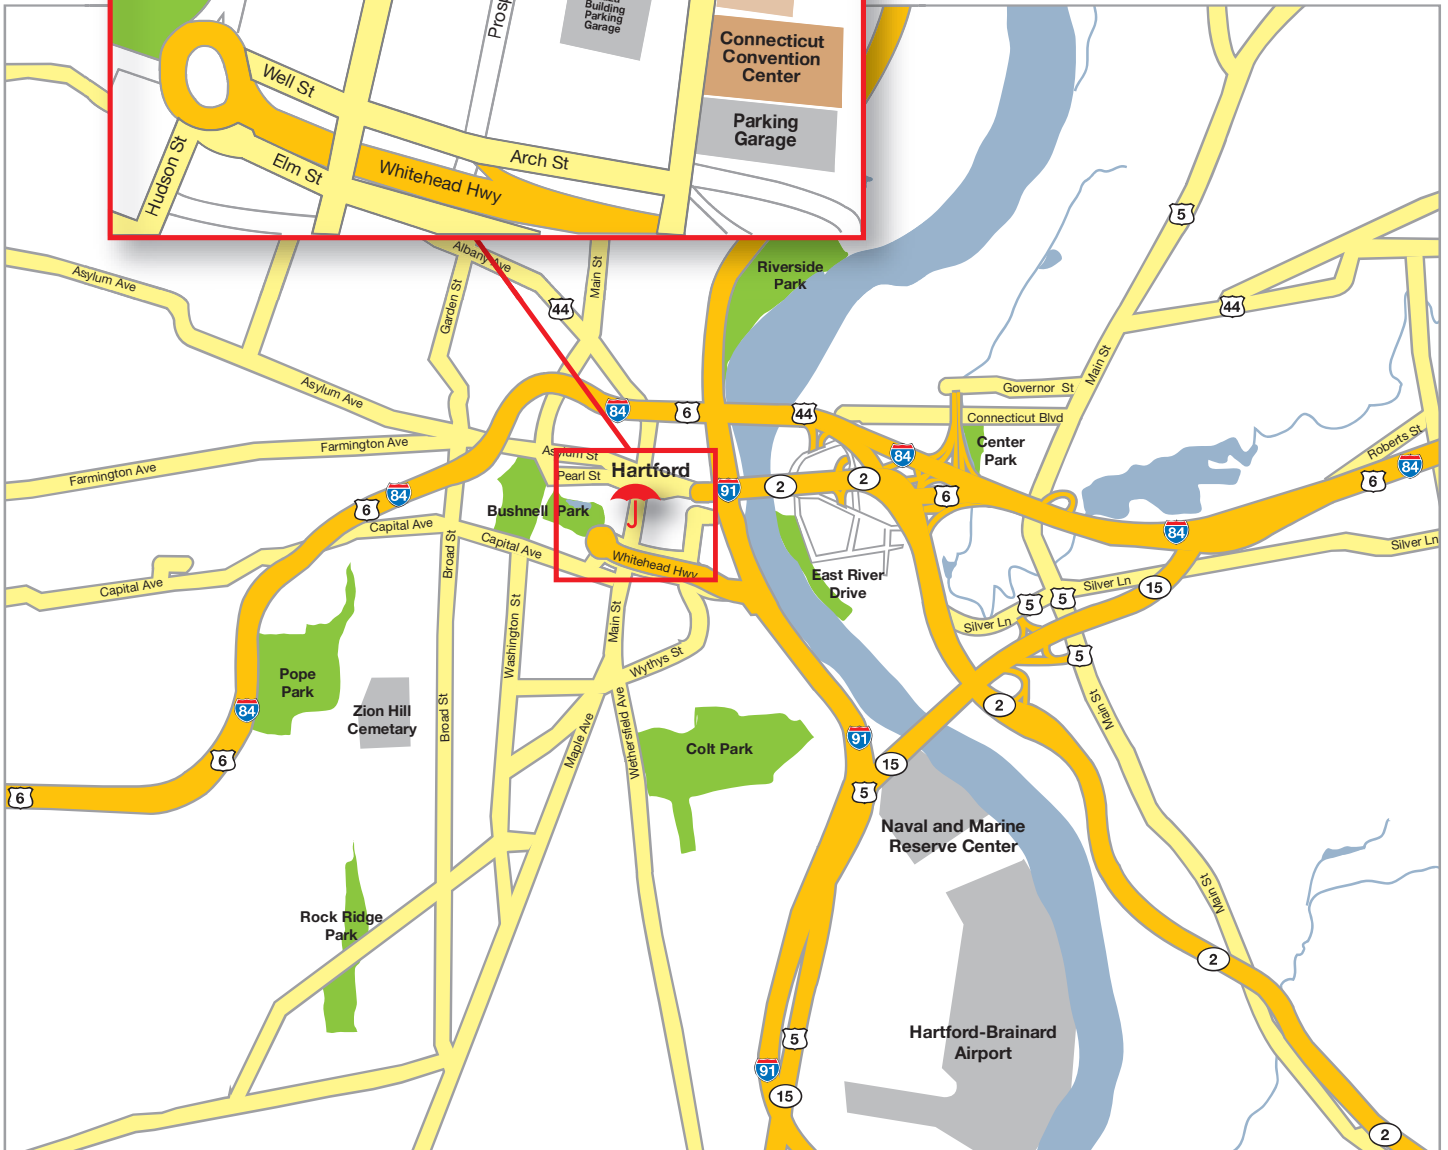 Building
Parking
Garage
Connecticut
Convention
Center
Parking
Garage
Well St
Arch St
Elm St
Whitehead Hwy
Hudson St
5
Albany Ave
Main St
Riverside
Park
Asylum Ave
Garden St
44
44
Main St
Governor St
Asylum Ave
84
6
44
Connecticut Blvd
Farmington Ave
Asylum St
84
Center
Park
Roberts St
Farmington Ave
Pearl St
Hartford
91
2
2
6
6
84
84
6
Bushnell Park
Capital Ave
Capital Ave
Broad St
84
Silver Ln
Whitehead Hwy
East River
Drive
Capital Ave
Silver Ln
15
5
5
Silver Ln
Washington St
Main St
Wythys St
5
Pope
Park
84
Zion Hill
Cemetary
Broad St
Maple Ave
Wethersfield Ave
Colt Park
2
Main St
91
6
15
5
6
Naval and Marine
Reserve Center
Rock Ridge
Park
Main St
2
Hartford-Brainard
Airport
5
91
15
2